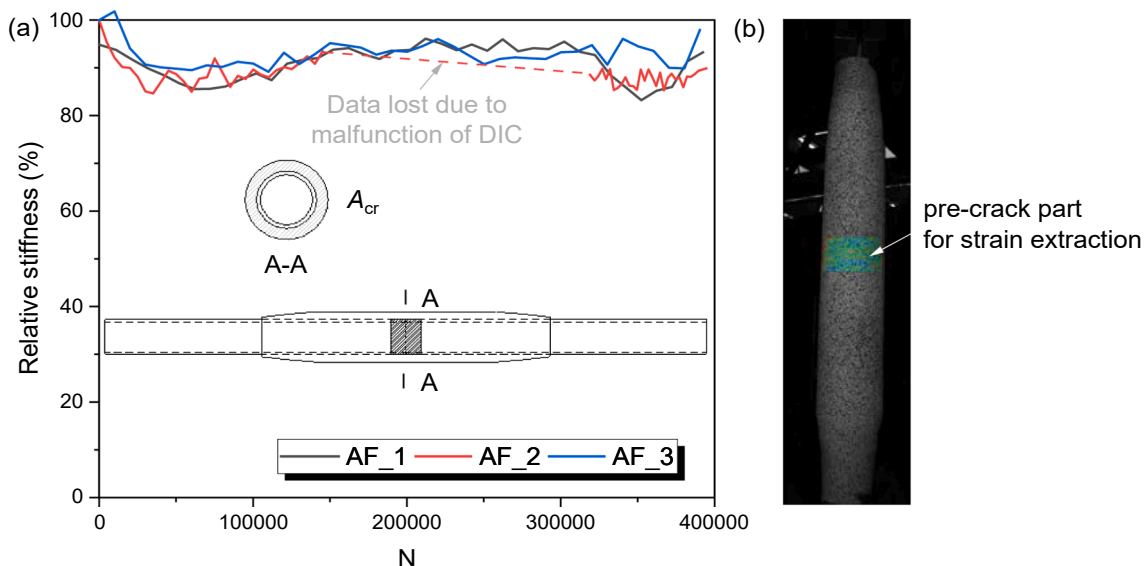 (a)
100
80
60
40
20
0
Relative stiffness (%)
Data lost due to
malfunction of DIC
A-A
Acr
A
A
AF_1
AF_2
AF_3
0
100000
200000
300000
400000
N
(b)
pre-crack part
for strain extraction